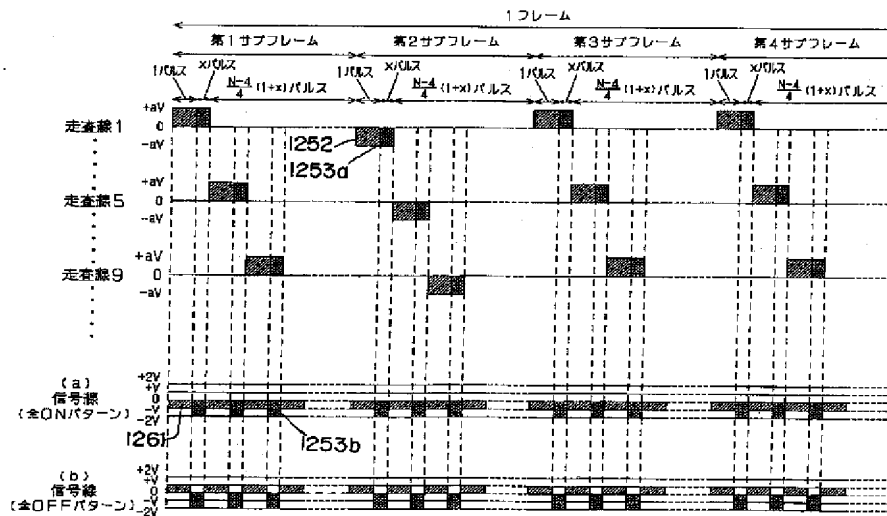 1フレーム
第1サブフレーム 第2サブフレーム 第3サブフレーム 第4サブフレーム
1パルス xパルス N-4/4 (1+x)パルス 1パルス xパルス N-4/4 (1+x)パルス 1パルス xパルス N-4/4 (1+x)パルス 1パルス xパルス N-4/4 (1+x)パルス
+aV
走査線1 0
-aV
1252
1253a
+aV
走査線5 0
-aV
+aV
走査線9 0
-aV
(a)
信号線
(全ONパターン)
+2V
+V
0
-V
-2V
1261
1253b
(b)
信号線
(全OFFパターン)
+2V
+V
0
-V
-2V